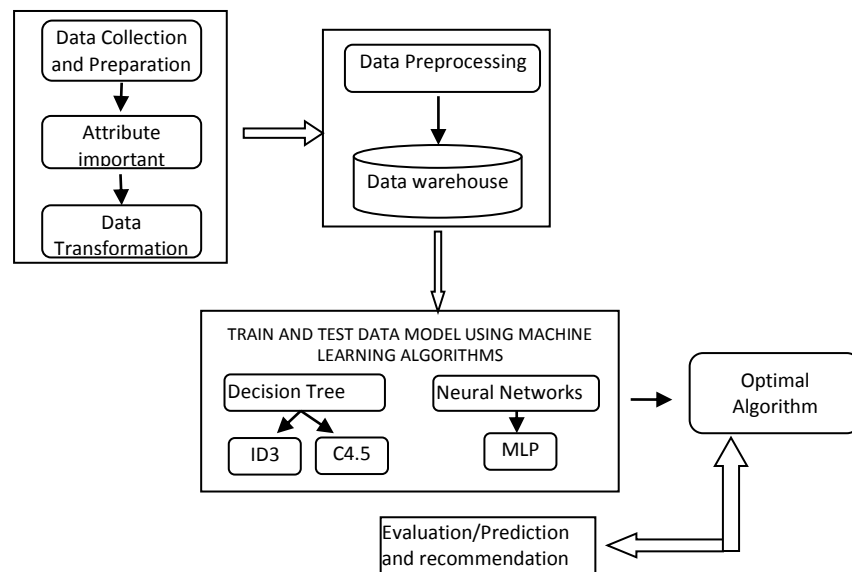 Data Collection
and Preparation
Attribute
important
Data
Transformation
Data Preprocessing
Data warehouse
TRAIN AND TEST DATA MODEL USING MACHINE
LEARNING ALGORITHMS
Decision Tree
Neural Networks
ID3
C4.5
MLP
Optimal
Algorithm
Evaluation/Prediction
and recommendation